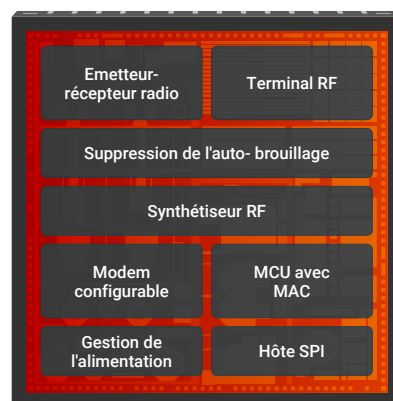 Emetteur-
récepteur radio
Terminal RF
Suppression de l'auto- brouillage
Synthétiseur RF
Modem
configurable
MCU avec
MAC
Gestion de
l'alimentation
Hôte SPI